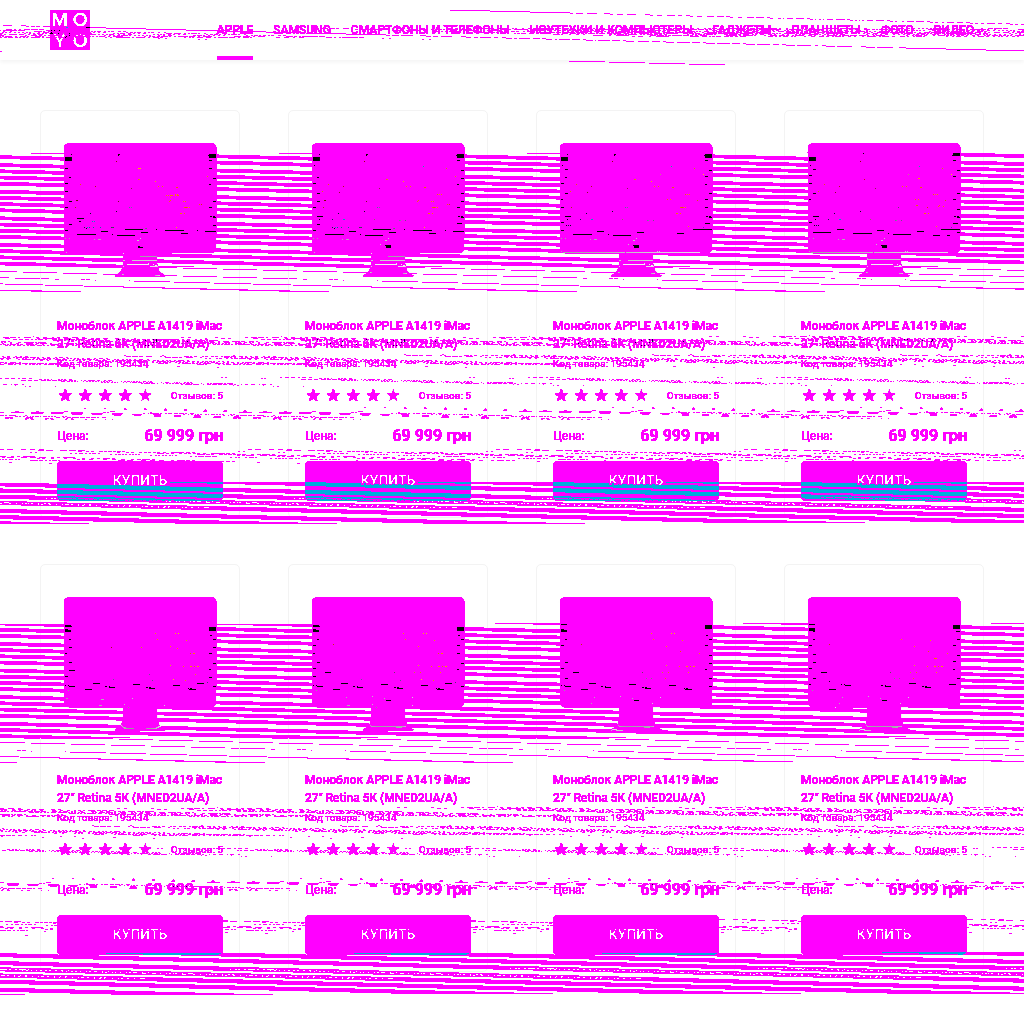 MO
YO
APPLE SAMSUNG СМАРТФОНЫ И ТЕЛЕФОНЫ НОУТБУКИ И КОМПЬЮТЕРЫ ГАДЖЕТЫ ПЛАНШЕТЫ ФОТО ВИДЕО
Моноблок APPLE A1419 iMac Моноблок APPLE A1419 iMac Моноблок APPLE A1419 iMac Моноблок APPLE A1419 iMac
27" Retina 5K (MNED2UA/A) 27" Retina 5K (MNED2UA/A) 27" Retina 5K (MNED2UA/A) 27" Retina 5K (MNED2UA/A)
Код товара: 195434 Код товара: 195434 Код товара: 195434 Код товара: 195434
Отзывов: 5 Отзывов: 5 Отзывов: 5 Отзывов: 5
Цена: 69 999 грн Цена: 69 999 грн Цена: 69 999 грн Цена: 69 999 грн
КУПИТЬ КУПИТЬ КУПИТЬ КУПИТЬ
Моноблок APPLE A1419 iMac Моноблок APPLE A1419 iMac Моноблок APPLE A1419 iMac Моноблок APPLE A1419 iMac
27" Retina 5K (MNED2UA/A) 27" Retina 5K (MNED2UA/A) 27" Retina 5K (MNED2UA/A) 27" Retina 5K (MNED2UA/A)
Код товара: 195434 Код товара: 195434 Код товара: 195434 Код товара: 195434
Отзывов: 5 Отзывов: 5 Отзывов: 5 Отзывов: 5
Цена: 69 999 грн Цена: 69 999 грн Цена: 69 999 грн Цена: 69 999 грн
КУПИТЬ КУПИТЬ КУПИТЬ КУПИТЬ